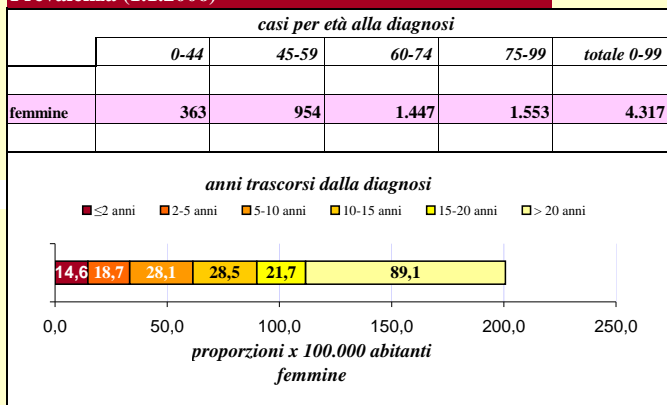 casi per età alla diagnosi
0-44 45-59 60-74 75-99 totale 0-99
femmine 363 954 1.447 1.553 4.317
anni trascorsi dalla diagnosi
≤2 anni 2-5 anni 5-10 anni 10-15 anni 15-20 anni > 20 anni
14,6 18,7 28,1 28,5 21,7 89,1
0,0 50,0 100,0 150,0 200,0 250,0
proporzioni x 100.000 abitanti
femmine